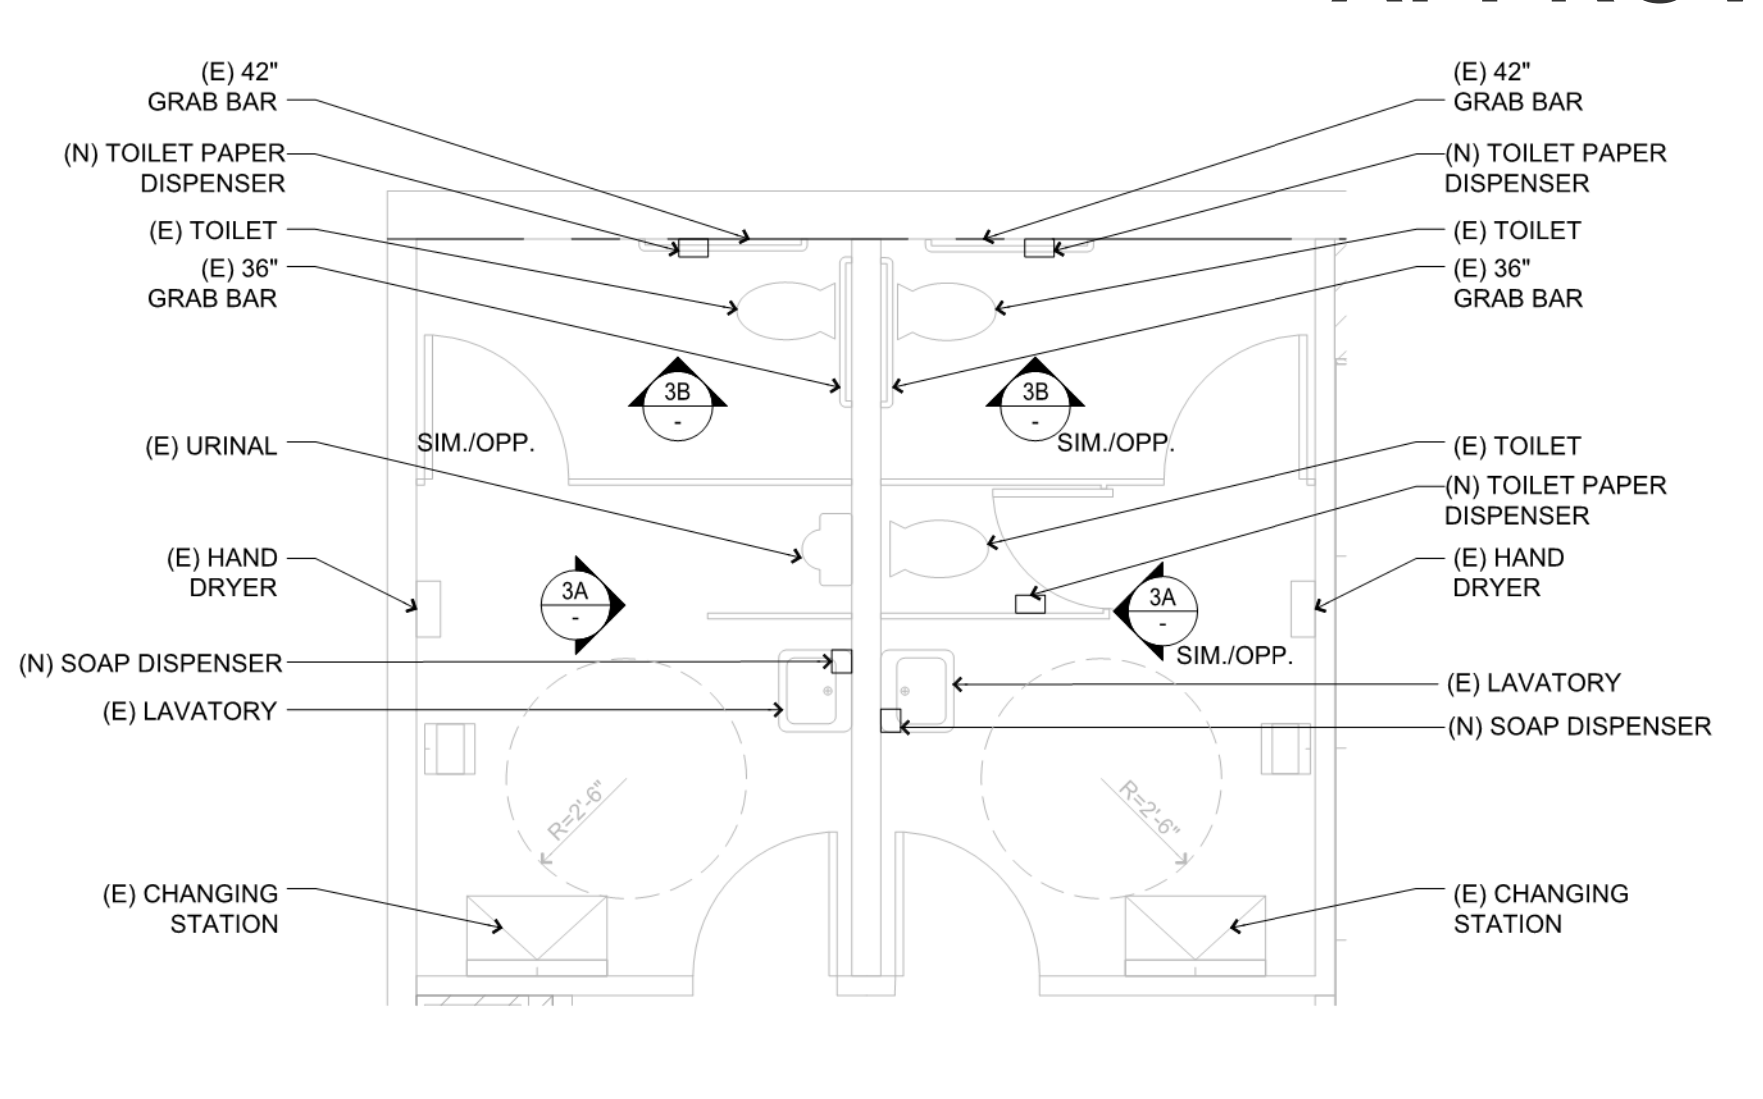 (E) 42"
GRAB BAR
(N) TOILET PAPER
DISPENSER
(E) TOILET
(E) 36"
GRAB BAR
(E) URINAL
(E) HAND
DRYER
(N) SOAP DISPENSER
(E) LAVATORY
(E) CHANGING
STATION
3B
-
SIM./OPP.
3A
-
R=2'-6"
3B
-
SIM./OPP.
3A
-
SIM./OPP.
R=2'-6"
(E) 42"
GRAB BAR
(N) TOILET PAPER
DISPENSER
(E) TOILET
(E) 36"
GRAB BAR
(E) TOILET
(N) TOILET PAPER
DISPENSER
(E) HAND
DRYER
(E) LAVATORY
(N) SOAP DISPENSER
(E) CHANGING
STATION